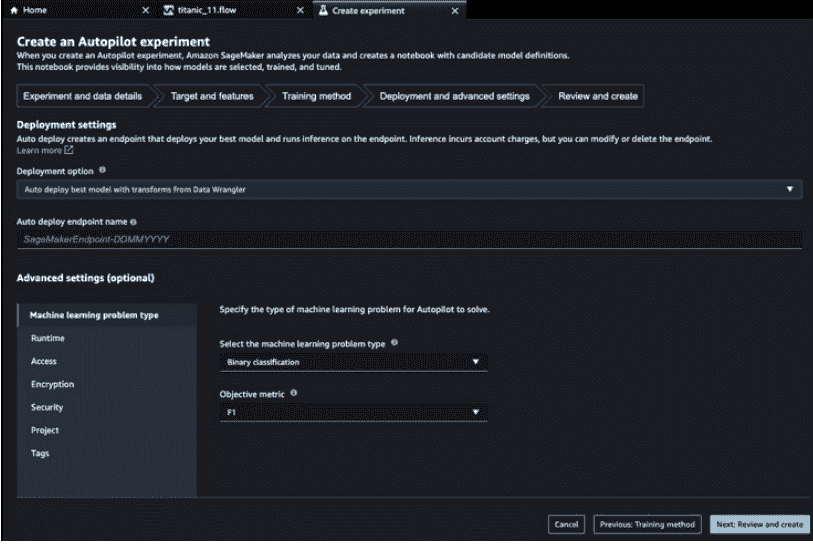 Home
titanic_11.flow
Create experiment
Create an Autopilot experiment
When you create an Autopilot experiment, Amazon SageMaker analyzes your data and creates a notebook with candidate model definitions.
This notebook provides visibility into how models are selected, trained, and tuned.
Experiment and data details
Target and features
Training method
Deployment and advanced settings
Review and create
Deployment settings
Auto deploy creates an endpoint that deploys your best model and runs inference on the endpoint. Inference incurs account charges, but you can modify or delete the endpoint.
Learn more
Deployment option
Auto deploy best model with transforms from Data Wrangler
Auto deploy endpoint name
SageMakerEndpoint-DDMMYYYY
Advanced settings (optional)
Machine learning problem type
Runtime
Access
Encryption
Security
Project
Tags
Specify the type of machine learning problem for Autopilot to solve.
Select the machine learning problem type
Binary classification
Objective metric
F1
Cancel
Previous: Training method
Next: Review and create